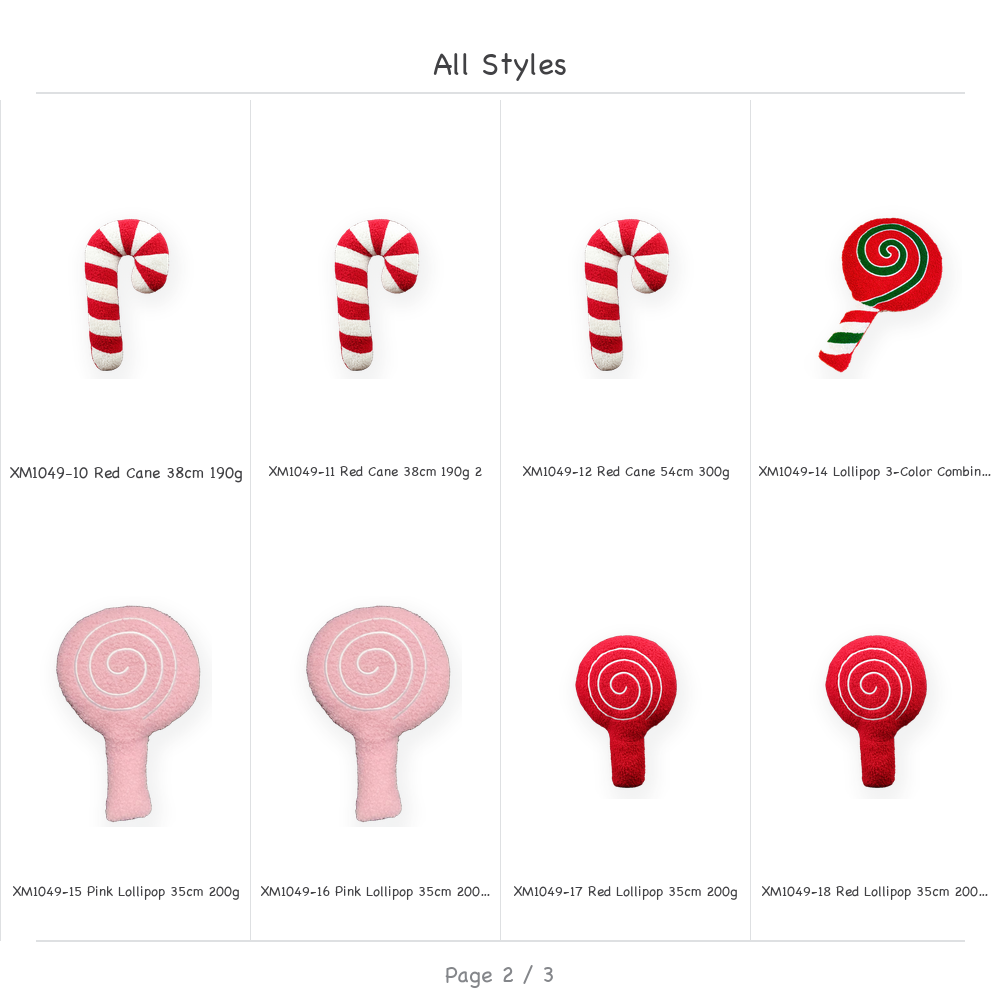 All Styles
XM1049-10 Red Cane 38cm 190g
XM1049-11 Red Cane 38cm 190g 2
XM1049-12 Red Cane 54cm 300g
XM1049-14 Lollipop 3-Color Combin...
XM1049-15 Pink Lollipop 35cm 200g
XM1049-16 Pink Lollipop 35cm 200...
XM1049-17 Red Lollipop 35cm 200g
XM1049-18 Red Lollipop 35cm 200...
Page 2 / 3